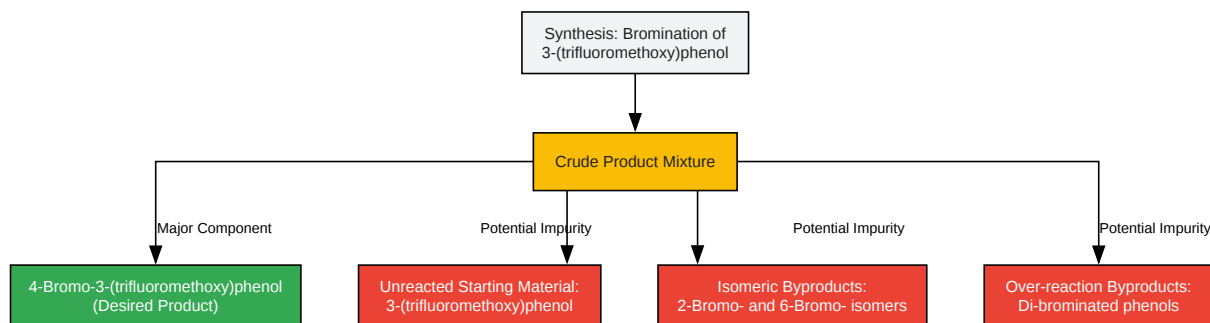 Synthesis: Bromination of
3-(trifluoromethoxy)phenol
Crude Product Mixture
Major Component
Potential Impurity
Potential Impurity
Potential Impurity
4-Bromo-3-(trifluoromethoxy)phenol
(Desired Product)
Unreacted Starting Material:
3-(trifluoromethoxy)phenol
Isomeric Byproducts:
2-Bromo- and 6-Bromo- isomers
Over-reaction Byproducts:
Di-brominated phenols